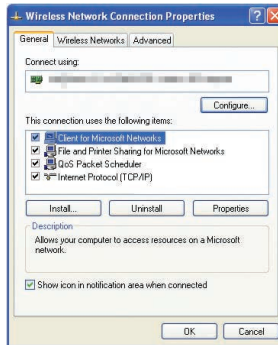 Wireless Network Connection Properties
General Wireless Networks Advanced
Connect using:
Configure...
This connection uses the following items:
Client for Microsoft Networks
File and Printer Sharing for Microsoft Networks
QoS Packet Scheduler
Internet Protocol (TCP/IP)
Install... Uninstall Properties
Description
Allows your computer to access resources on a Microsoft
network.
Show icon in notification area when connected
OK Cancel